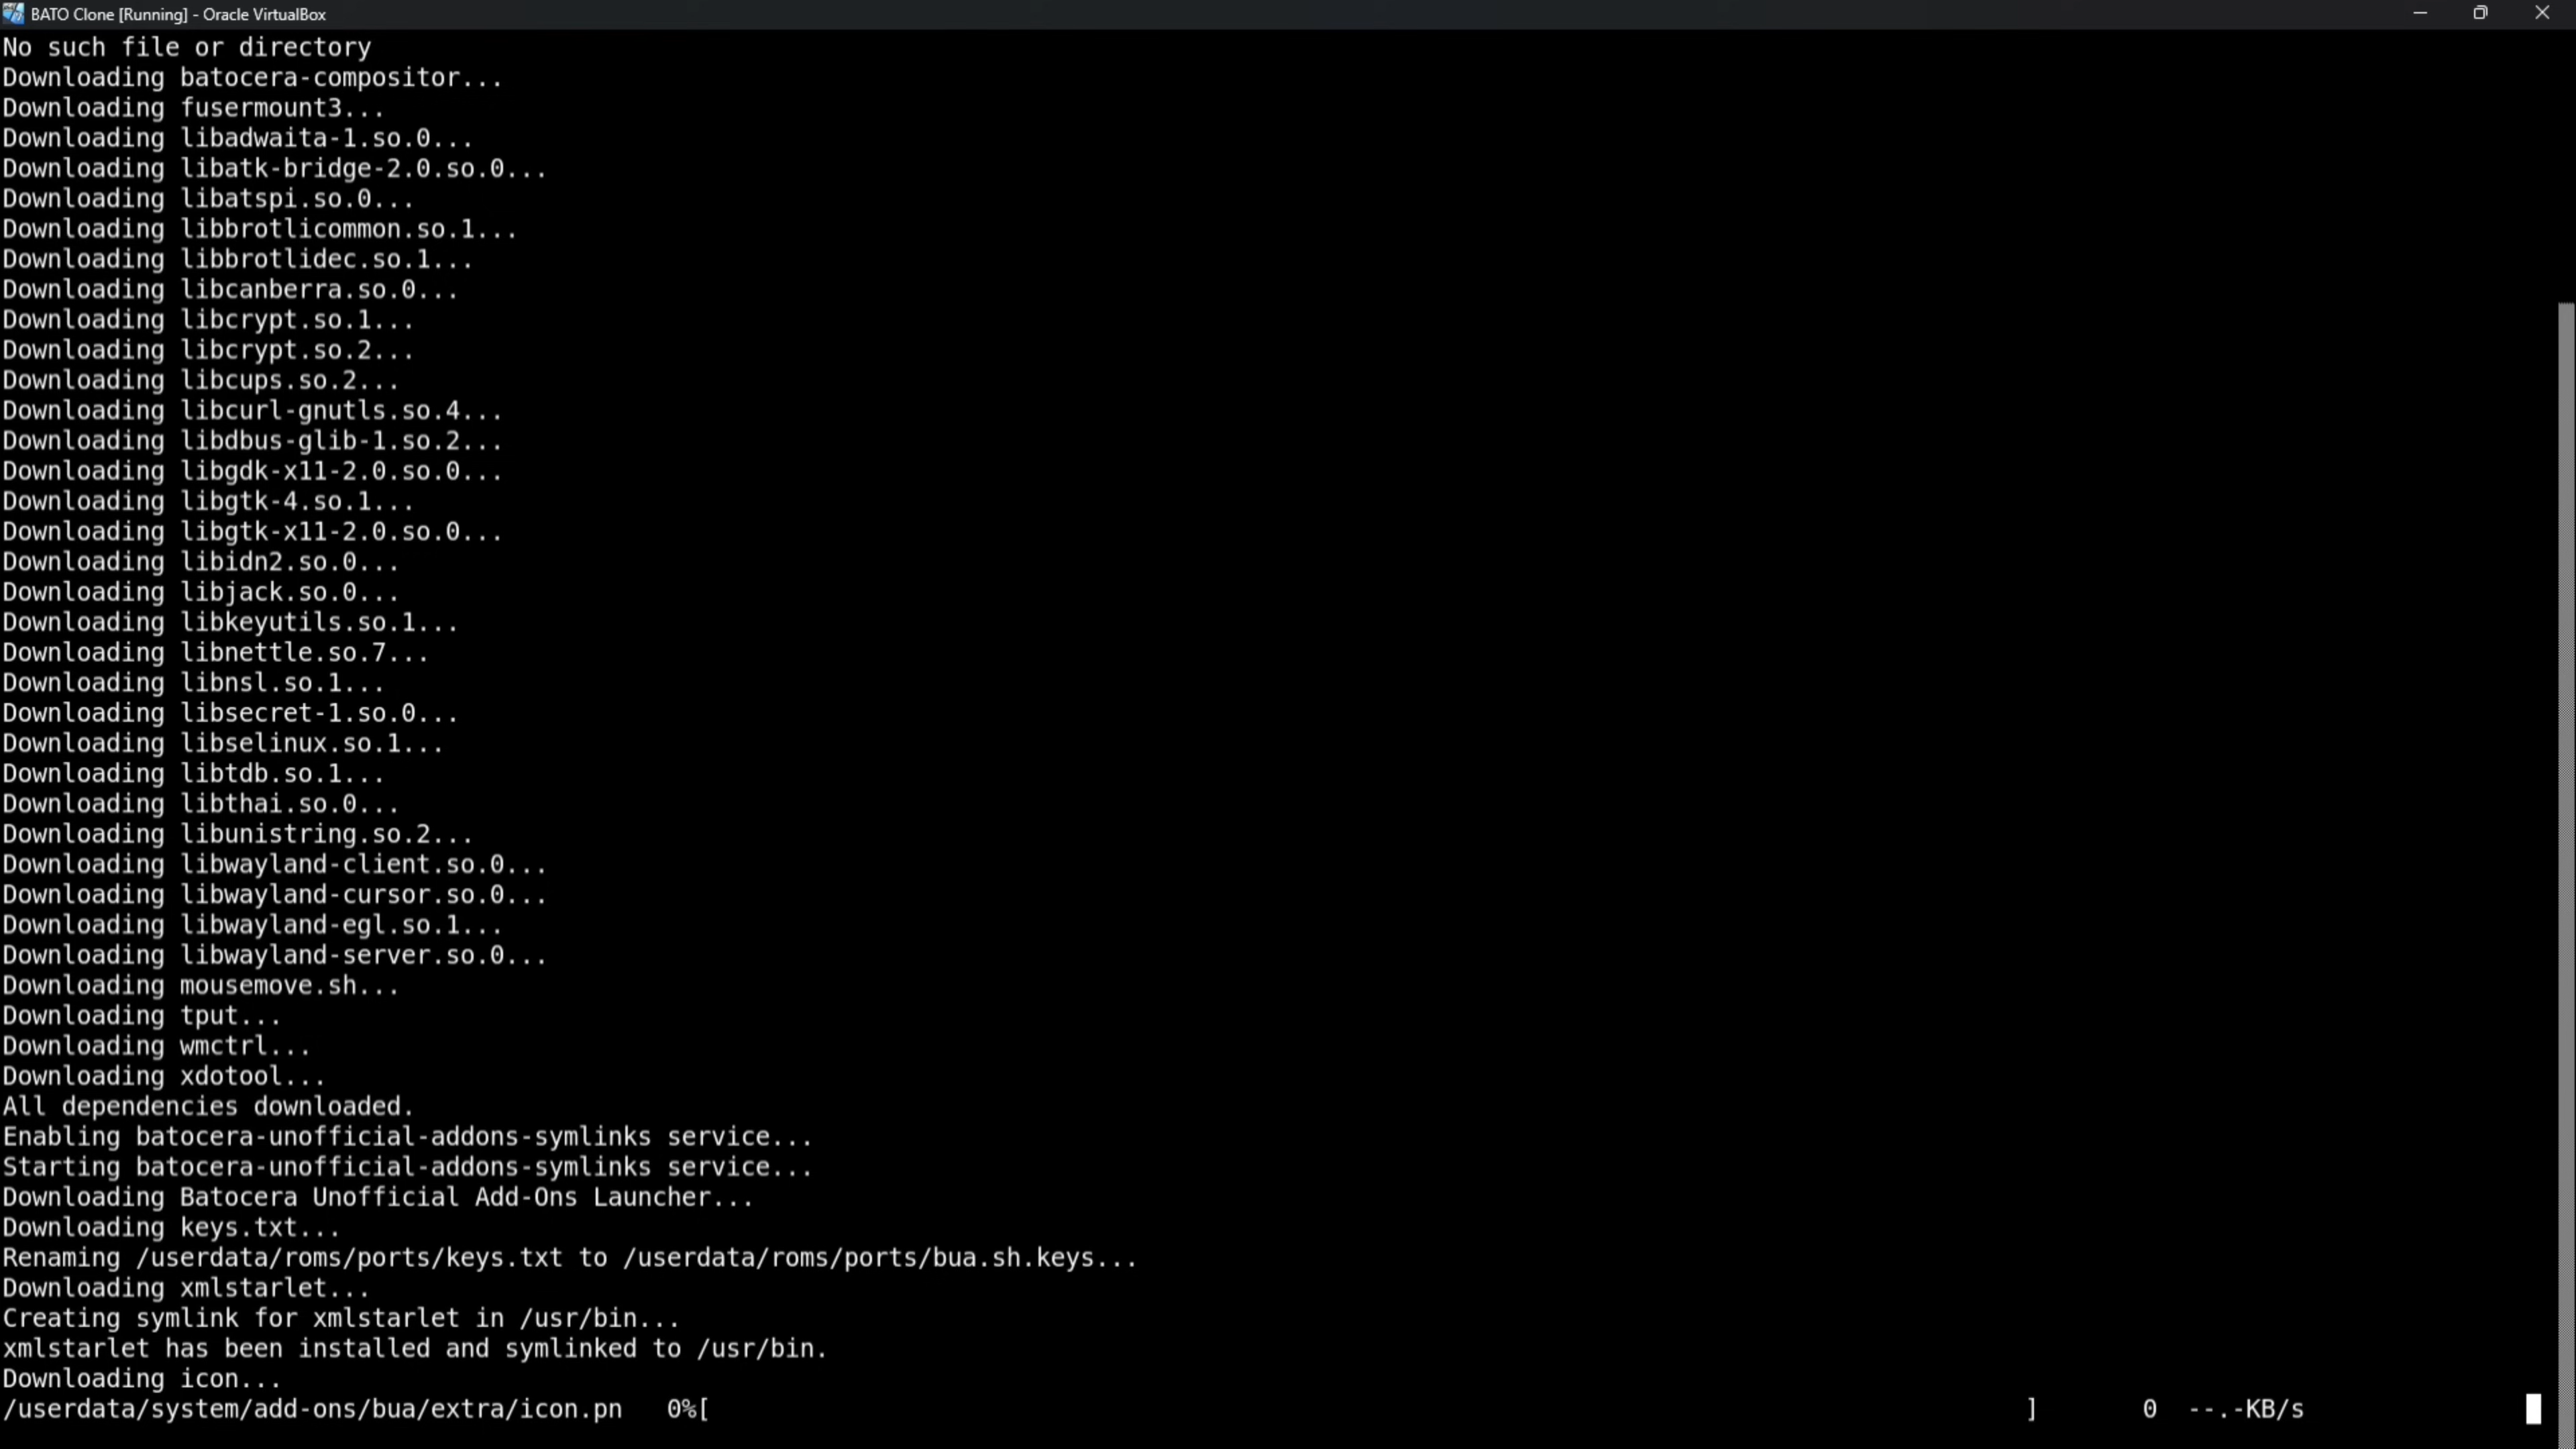 BATO Clone [Running] - Oracle VirtualBox
No such file or directory
Downloading batocera-compositor...
Downloading fusermount3...
Downloading libadwaita-1.so.0...
Downloading libatk-bridge-2.0.so.0...
Downloading libatspi.so.0...
Downloading libbrotlicommon.so.1...
Downloading libbrotlidec.so.1...
Downloading libcanberra.so.0...
Downloading libcrypt.so.1...
Downloading libcrypt.so.2...
Downloading libcups.so.2...
Downloading libcurl-gnutls.so.4...
Downloading libdbus-glib-1.so.2...
Downloading libgdk-x11-2.0.so.0...
Downloading libgtk-4.so.1...
Downloading libgtk-x11-2.0.so.0...
Downloading libidn2.so.0...
Downloading libjack.so.0...
Downloading libkeyutils.so.1...
Downloading libnettle.so.7...
Downloading libnsl.so.1...
Downloading libsecret-1.so.0...
Downloading libselinux.so.1...
Downloading libtdb.so.1...
Downloading libthai.so.0...
Downloading libunistring.so.2...
Downloading libwayland-client.so.0...
Downloading libwayland-cursor.so.0...
Downloading libwayland-egl.so.1...
Downloading libwayland-server.so.0...
Downloading mousemove.sh...
Downloading tput...
Downloading wmctrl...
Downloading xdotool...
All dependencies downloaded.
Enabling batocera-unofficial-addons-symlinks service...
Starting batocera-unofficial-addons-symlinks service...
Downloading Batocera Unofficial Add-Ons Launcher...
Downloading keys.txt...
Renaming /userdata/roms/ports/keys.txt to /userdata/roms/ports/bua.sh.keys...
Downloading xmlstarlet...
Creating symlink for xmlstarlet in /usr/bin...
xmlstarlet has been installed and symlinked to /usr/bin.
Downloading icon...
/userdata/system/add-ons/bua/extra/icon.pn   0%[ ]       0  --.-KB/s